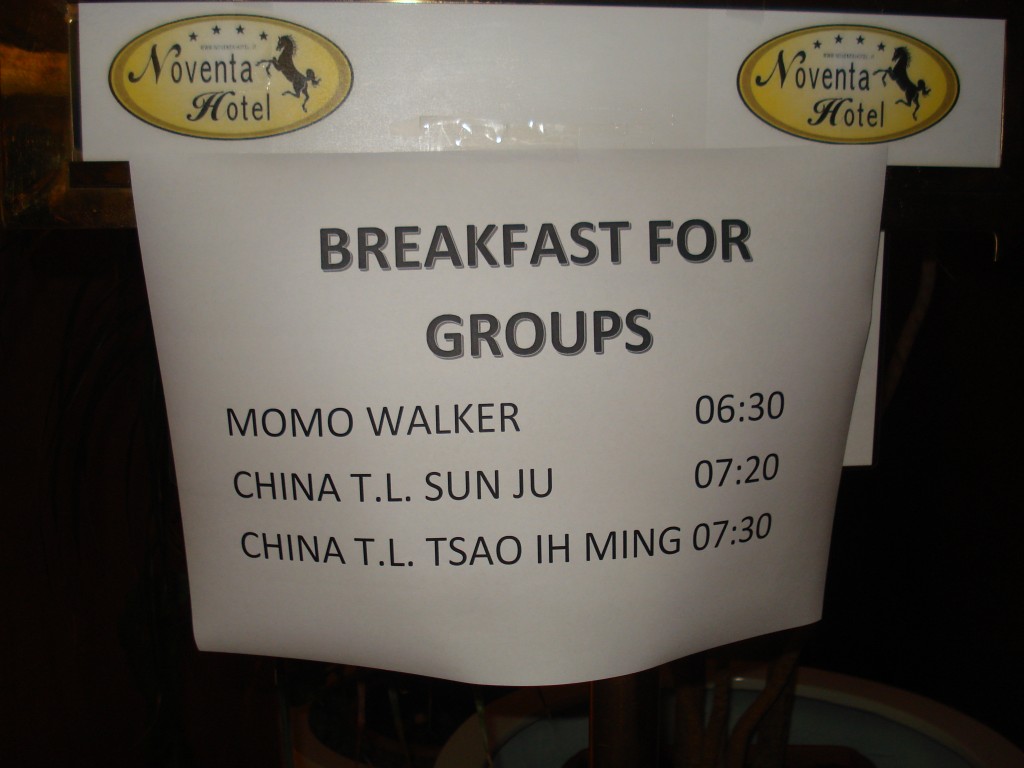 Noventa
Hotel
Noventa
Hotel
BREAKFAST FOR
GROUPS
MOMO WALKER 06:30
CHINA T.L. SUN JU 07:20
CHINA T.L. TSAO IH MING 07:30